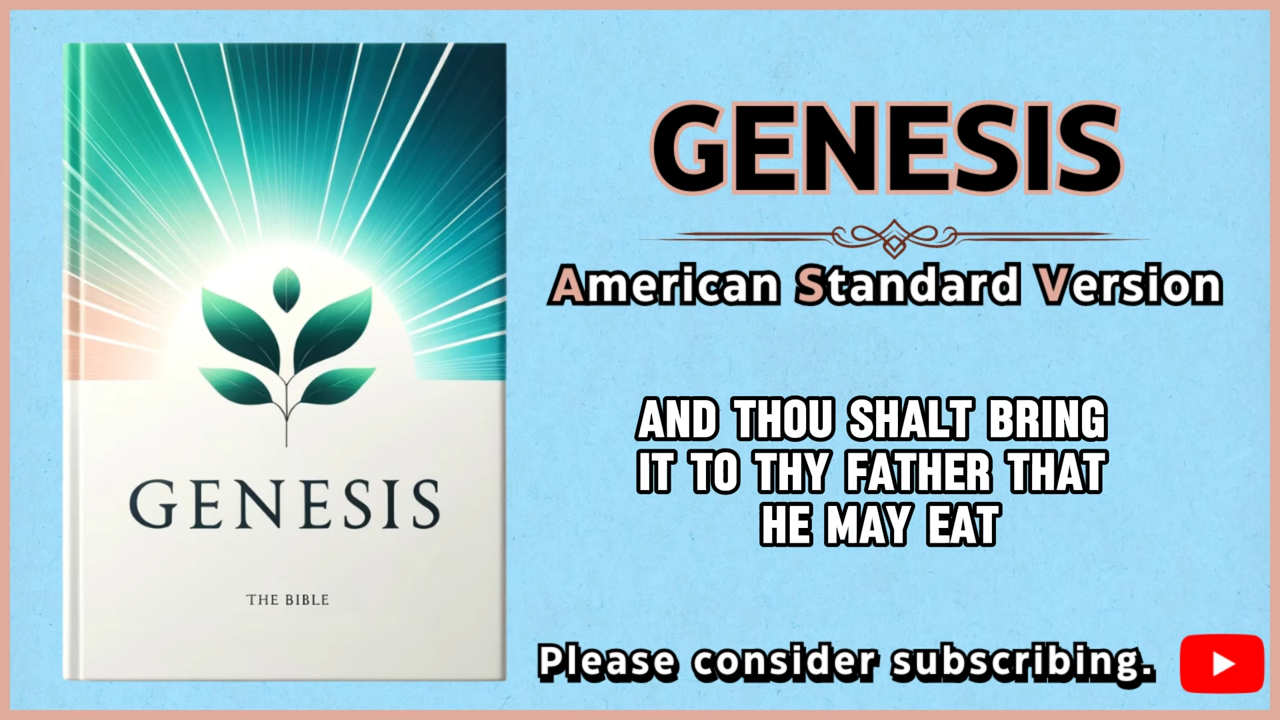 GENESIS
THE BIBLE
GENESIS
American Standard Version
AND THOU SHALT BRING
IT TO THY FATHER THAT
HE MAY EAT
Please consider subscribing.